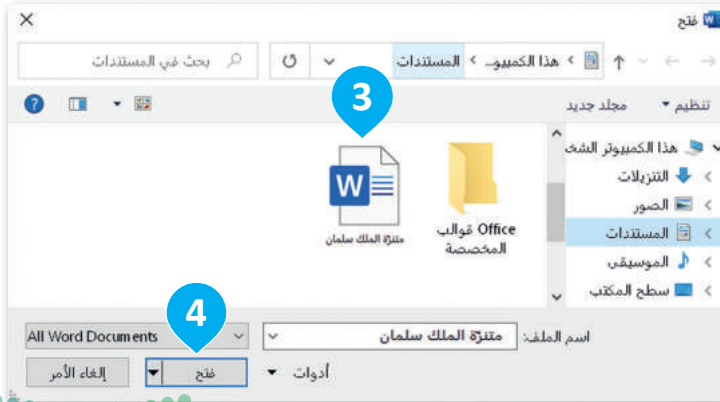 فتح
هذا الكمبيو... › المستندات
بحث في المستندات
تنظيم
مجلد جديد
3
هذا الكمبيوتر الشخ
التنزيلات
الصور
المستندات
الموسيقى
سطح المكتب
Office قوالب
المخصصة
W
متنزة الملك سلمان
اسم الملف: متنزة الملك سلمان
All Word Documents
4
أدوات
فتح
إلغاء الأمر